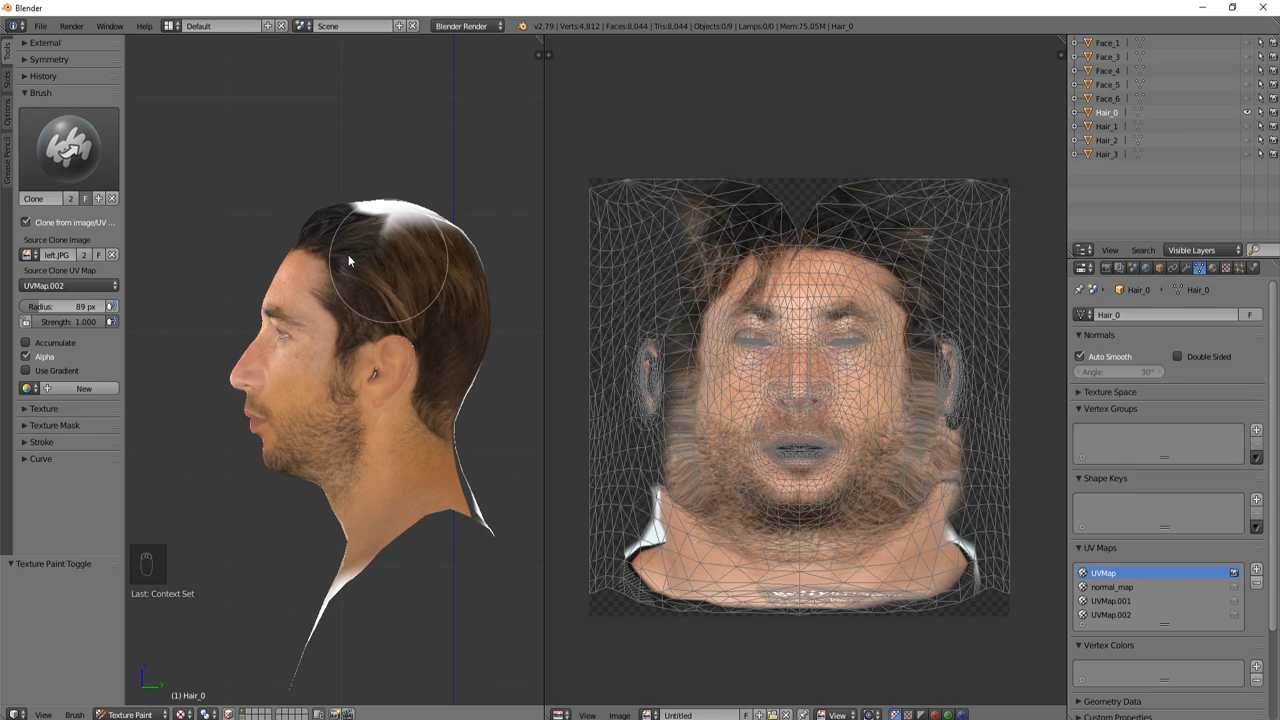 Blender
File Render Window Help Default Scene Blender Render v2.79 | Verts:4,812 | Faces:8,044 | Tris:8,044 | Objects:0/9 | Lamps:0/0 | Mem:75.05M | Hair_0
Tools
Slots
Options
Grease Pencil
External
Symmetry
History
Brush
Clone 2 F
Clone from image/UV ...
Source Clone Image
left.JPG 2 F
Source Clone UV Map
UVMap.002
Radius: 89 px
Strength: 1.000
Accumulate
Alpha
Use Gradient
New
Texture
Texture Mask
Stroke
Curve
Texture Paint Toggle
Last: Context Set
z
y
(1) Hair_0
View Brush Texture Paint
View Image Untitled F View
Face_1
Face_3
Face_4
Face_5
Face_6
Hair_0
Hair_1
Hair_2
Hair_3
View Search Visible Layers
Hair_0 Hair_0
Hair_0 F
Normals
Auto Smooth Double Sided
Angle: 30°
Texture Space
Vertex Groups
Shape Keys
UV Maps
UVMap
normal_map
UVMap.001
UVMap.002
Vertex Colors
Geometry Data
Custom Properties